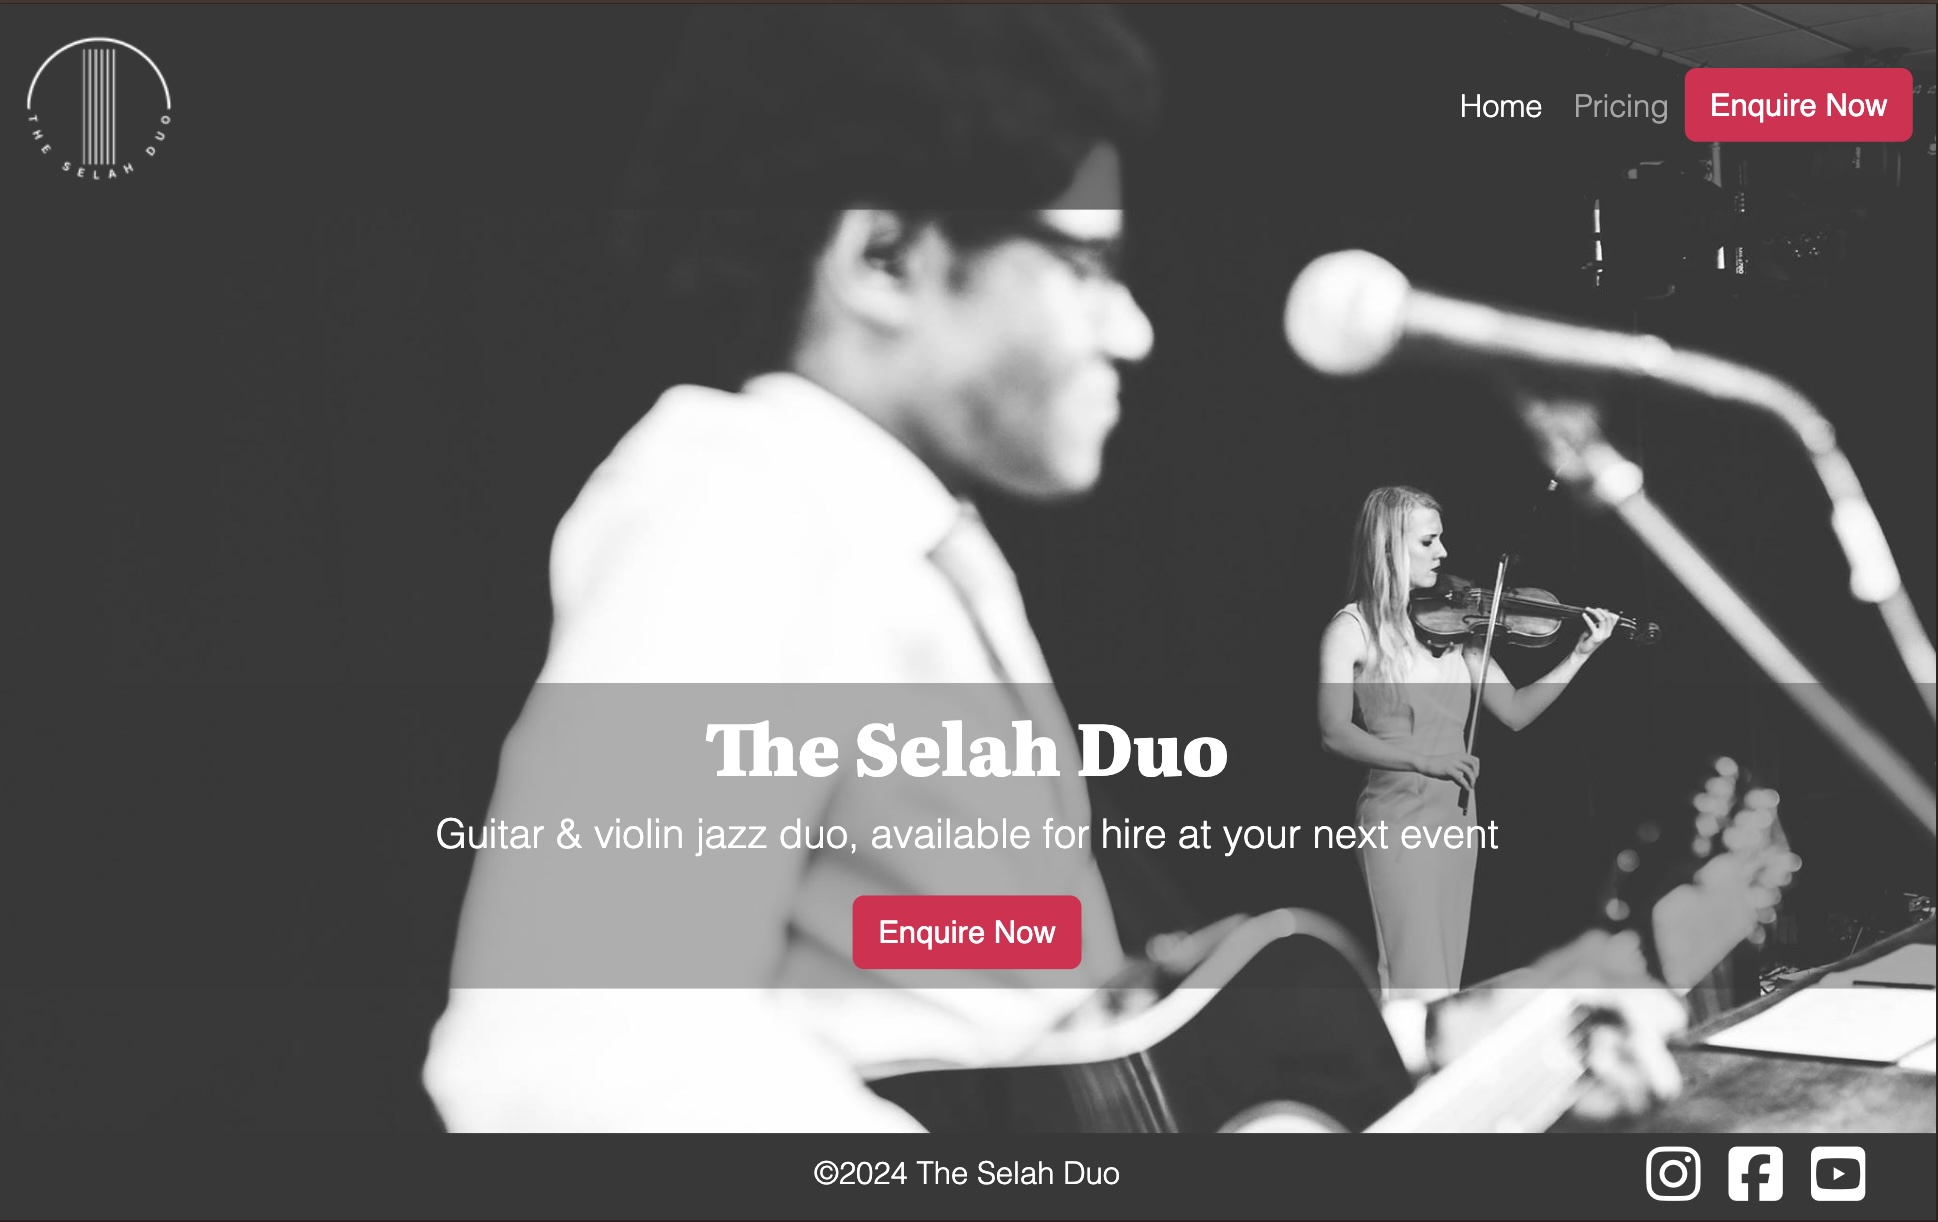 THE SELAH DUO
Home Pricing Enquire Now
The Selah Duo
Guitar & violin jazz duo, available for hire at your next event
Enquire Now
©2024 The Selah Duo